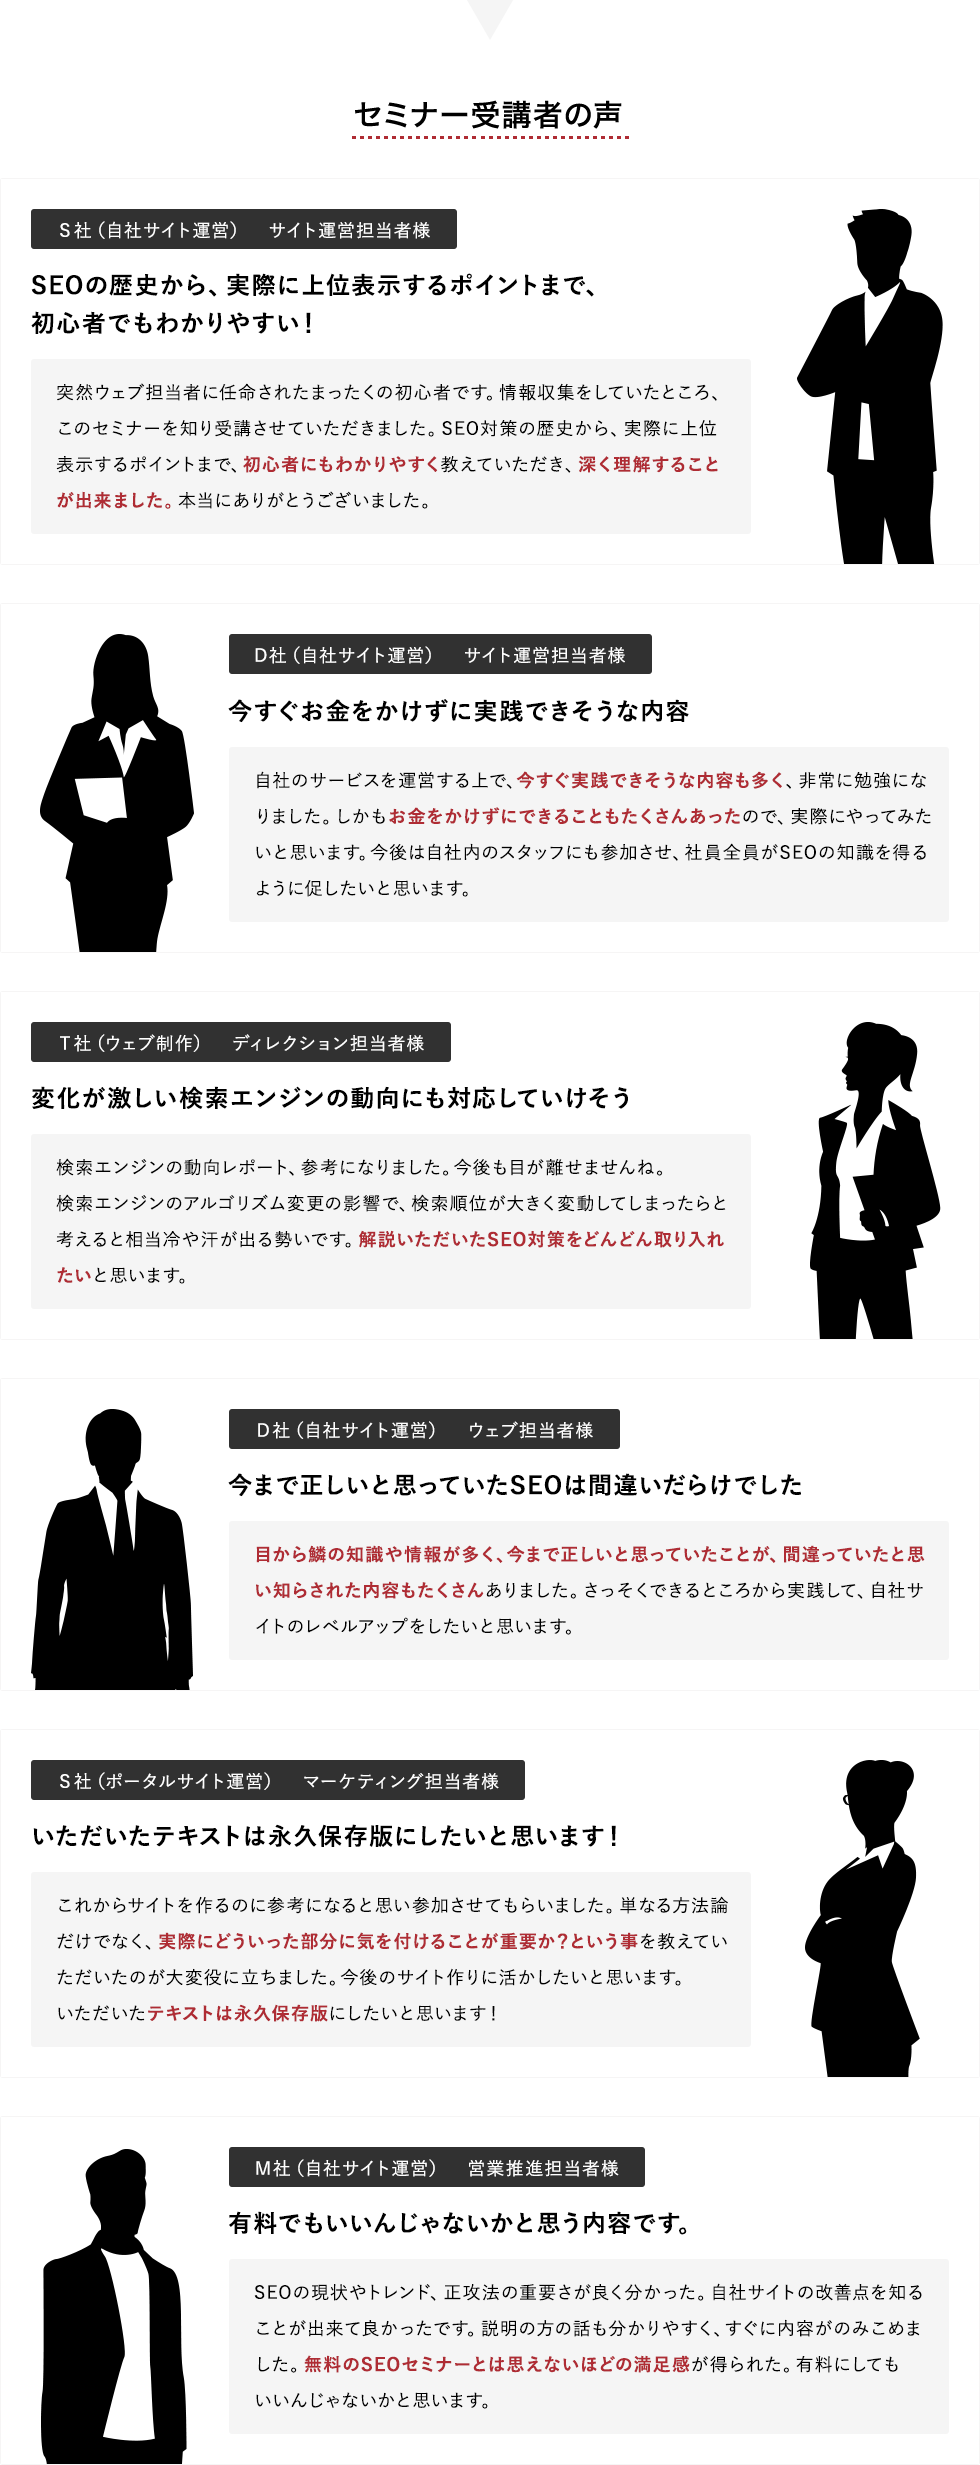 セミナー受講者の声
S社（自社サイト運営）　サイト運営担当者様
SEOの歴史から、実際に上位表示するポイントまで、
初心者でもわかりやすい！
突然ウェブ担当者に任命されたまったくの初心者です。情報収集をしていたところ、
このセミナーを知り受講させていただきました。SEO対策の歴史から、実際に上位
表示するポイントまで、初心者にもわかりやすく教えていただき、深く理解すること
が出来ました。本当にありがとうございました。
D社（自社サイト運営）　サイト運営担当者様
今すぐお金をかけずに実践できそうな内容
自社のサービスを運営する上で、今すぐ実践できそうな内容も多く、非常に勉強にな
りました。しかもお金をかけずにできることもたくさんあったので、実際にやってみた
いと思います。今後は自社内のスタッフにも参加させ、社員全員がSEOの知識を得る
ように促したいと思います。
T社（ウェブ制作）　ディレクション担当者様
変化が激しい検索エンジンの動向にも対応していけそう
検索エンジンの動向レポート、参考になりました。今後も目が離せませんね。
検索エンジンのアルゴリズム変更の影響で、検索順位が大きく変動してしまったらと
考えると相当冷や汗が出る勢いです。解説いただいたSEO対策をどんどん取り入れ
たいと思います。
D社（自社サイト運営）　ウェブ担当者様
今まで正しいと思っていたSEOは間違いだらけでした
目から鱗の知識や情報が多く、今まで正しいと思っていたことが、間違っていたと思
い知らされた内容もたくさんありました。さっそくできるところから実践して、自社サ
イトのレベルアップをしたいと思います。
S社（ポータルサイト運営）　マーケティング担当者様
いただいたテキストは永久保存版にしたいと思います！
これからサイトを作るのに参考になると思い参加させてもらいました。単なる方法論
だけでなく、実際にどういった部分に気を付けることが重要か？という事を教えてい
ただいたのが大変役に立ちました。今後のサイト作りに活かしたいと思います。
いただいたテキストは永久保存版にしたいと思います！
M社（自社サイト運営）　営業推進担当者様
有料でもいいんじゃないかと思う内容です。
SEOの現状やトレンド、正攻法の重要さが良く分かった。自社サイトの改善点を知る
ことが出来て良かったです。説明の方の話も分かりやすく、すぐに内容がのみこめま
した。無料のSEOセミナーとは思えないほどの満足感が得られた。有料にしても
いいんじゃないかと思います。